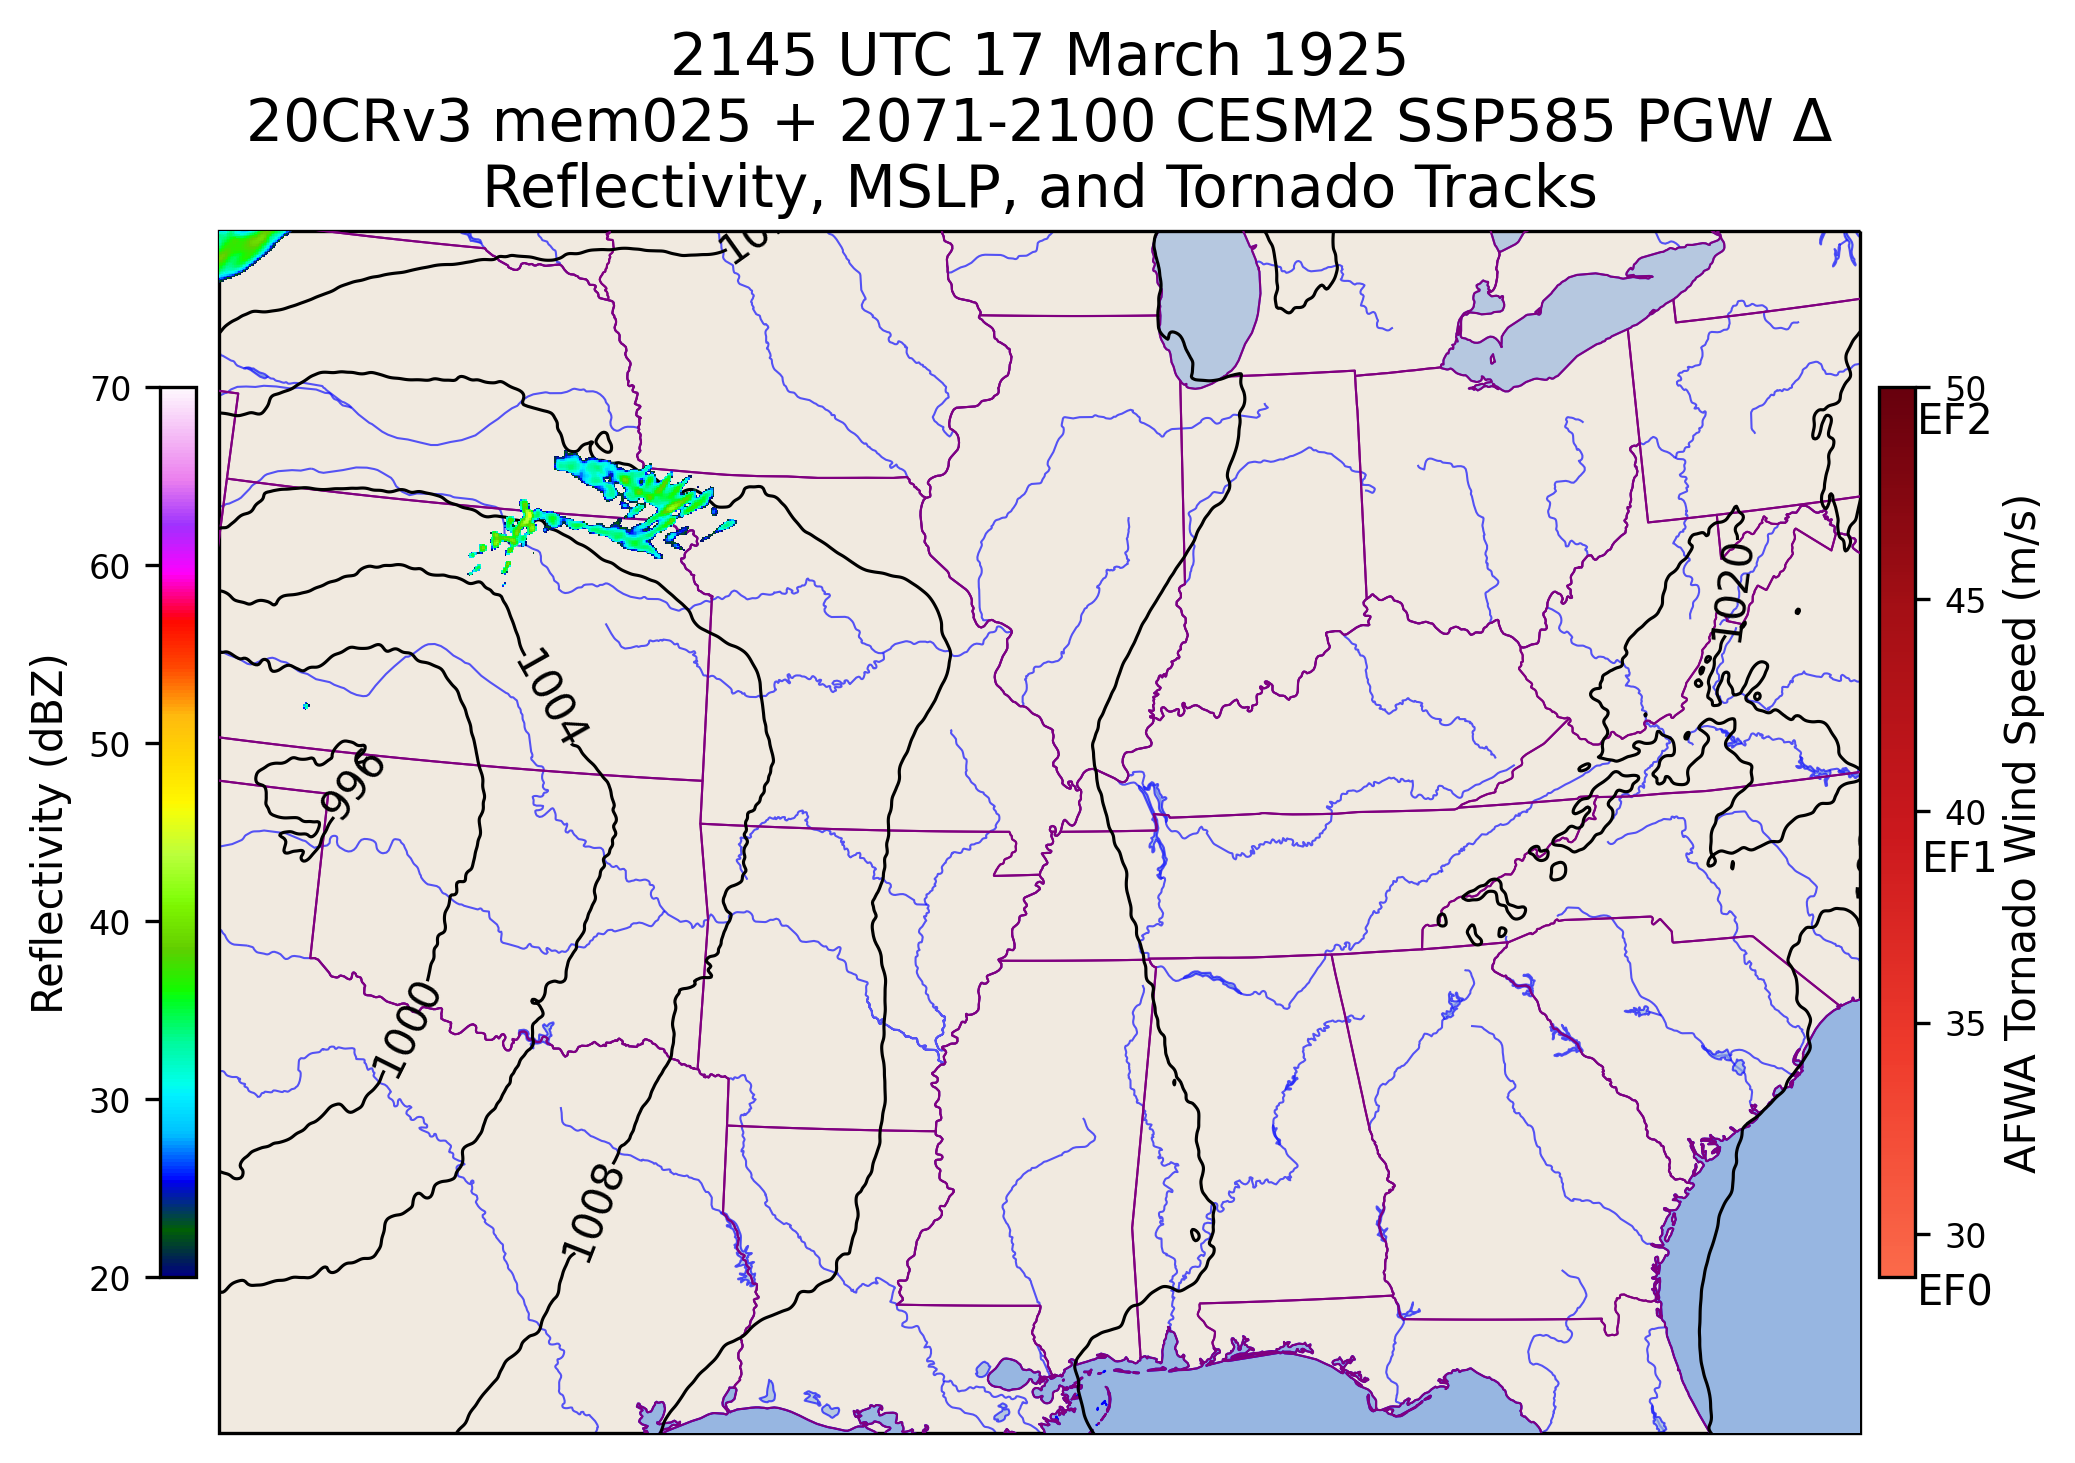 2145 UTC 17 March 1925
20CRv3 mem025 + 2071-2100 CESM2 SSP585 PGW Δ
Reflectivity, MSLP, and Tornado Tracks
70
60
50
40
30
20
Reflectivity (dBZ)
1004
996
1000
1008
1020
50
EF2
45
40
EF1
35
30
EF0
AFWA Tornado Wind Speed (m/s)